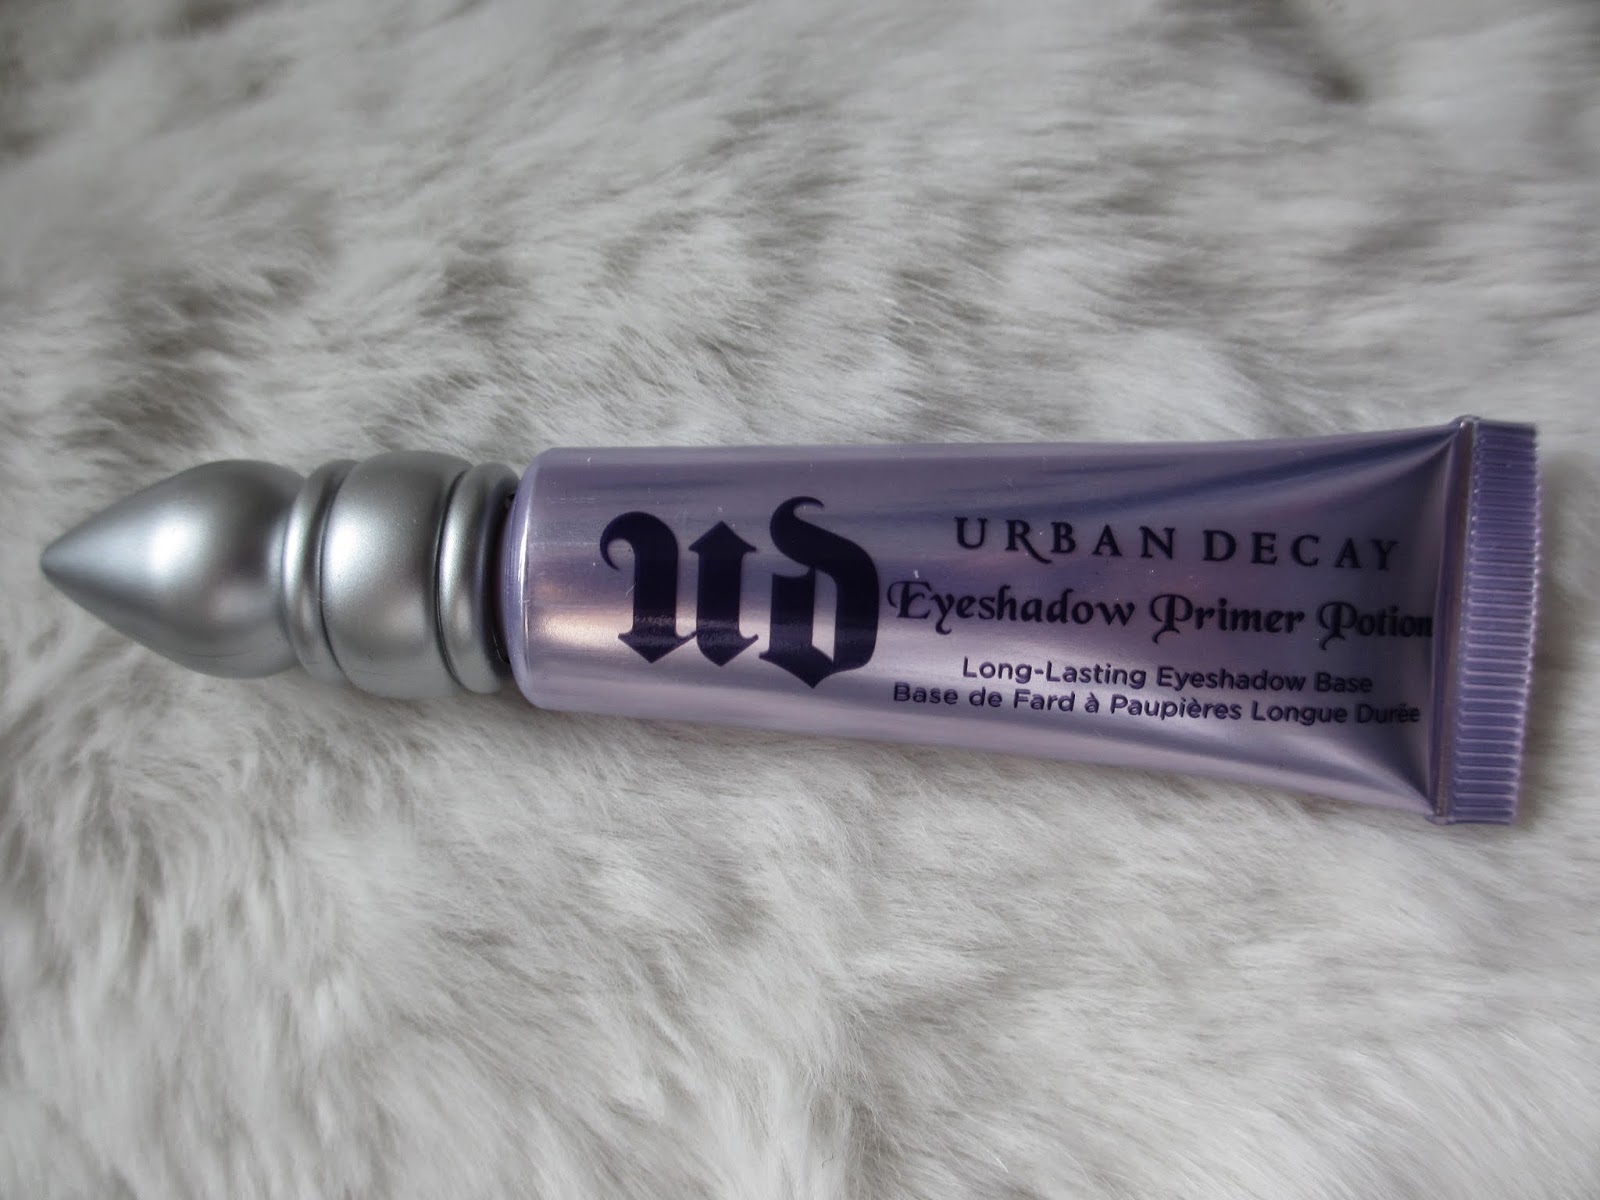 UD
URBAN DECAY
Eyeshadow Primer Potion
Long-Lasting Eyeshadow Base
Base de Fard à Paupières Longue Durée